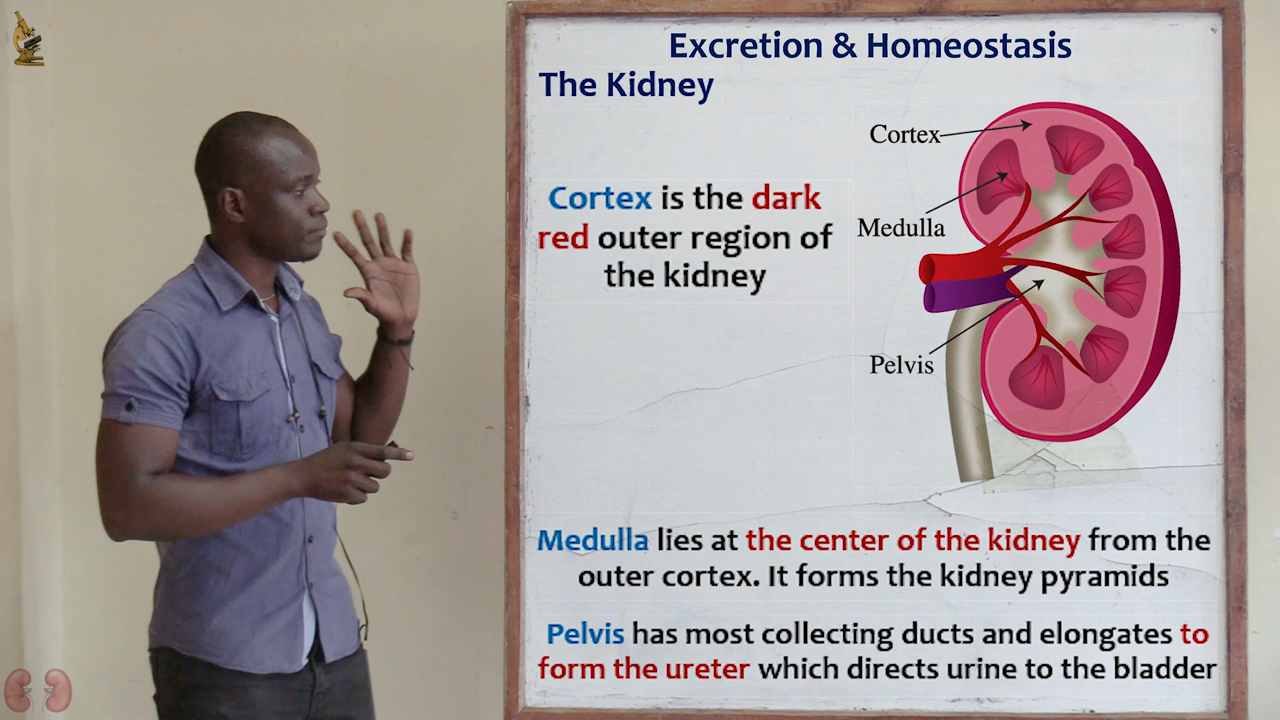 Excretion & Homeostasis
The Kidney
Cortex
Cortex is the dark
red outer region of
the kidney
Medulla
Pelvis
Medulla lies at the center of the kidney from the
outer cortex. It forms the kidney pyramids
Pelvis has most collecting ducts and elongates to
form the ureter which directs urine to the bladder